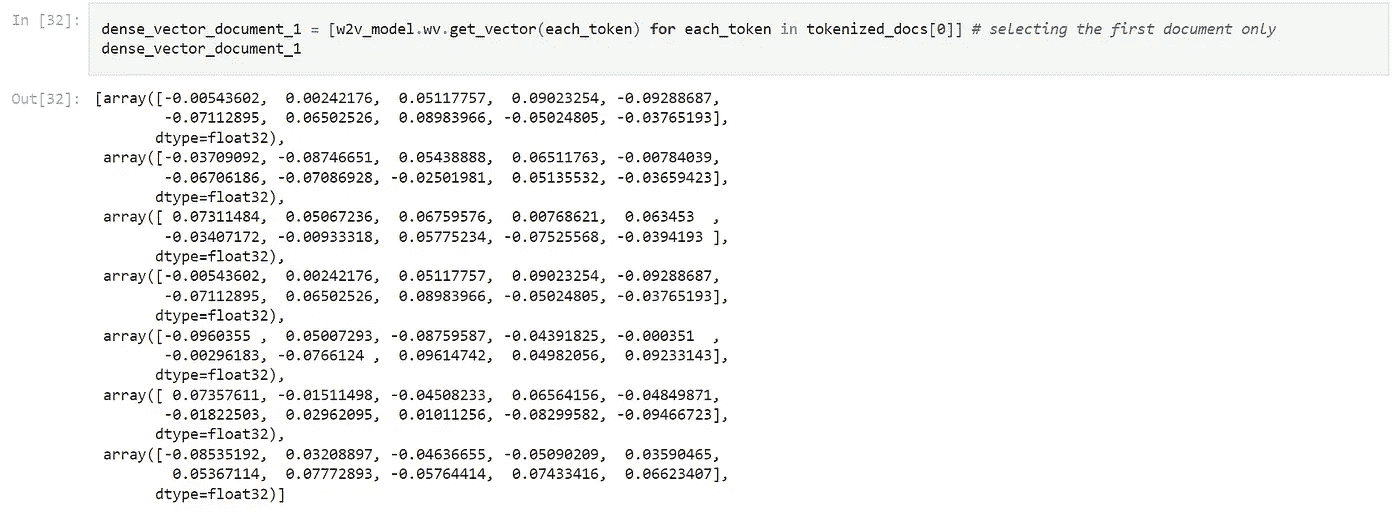 In [32]: dense_vector_document_1 = [w2v_model.wv.get_vector(each_token) for each_token in tokenized_docs[0]] # selecting the first document only
dense_vector_document_1
Out[32]: [array([-0.00543602,  0.00242176,  0.05117757,  0.09023254, -0.09288687,
-0.07112895,  0.06502526,  0.08983966, -0.05024805, -0.03765193],
dtype=float32),
array([-0.03709092, -0.08746651,  0.05438888,  0.06511763, -0.00784039,
-0.06706186, -0.07086928, -0.02501981,  0.05135532, -0.03659423],
dtype=float32),
array([ 0.07311484,  0.05067236,  0.06759576,  0.00768621,  0.063453  ,
-0.03407172, -0.00933318,  0.05775234, -0.07525568, -0.0394193 ],
dtype=float32),
array([-0.00543602,  0.00242176,  0.05117757,  0.09023254, -0.09288687,
-0.07112895,  0.06502526,  0.08983966, -0.05024805, -0.03765193],
dtype=float32),
array([-0.0960355 ,  0.05007293, -0.08759587, -0.04391825, -0.000351  ,
-0.00296183, -0.0766124 ,  0.09614742,  0.04982056,  0.09233143],
dtype=float32),
array([ 0.07357611, -0.01511498, -0.04508233,  0.06564156, -0.04849871,
-0.01822503,  0.02962095,  0.01011256, -0.08299582, -0.09466723],
dtype=float32),
array([-0.08535192,  0.03208897, -0.04636655, -0.05090209,  0.03590465,
0.05367114,  0.07772893, -0.05764414,  0.07433416,  0.06623407],
dtype=float32)]